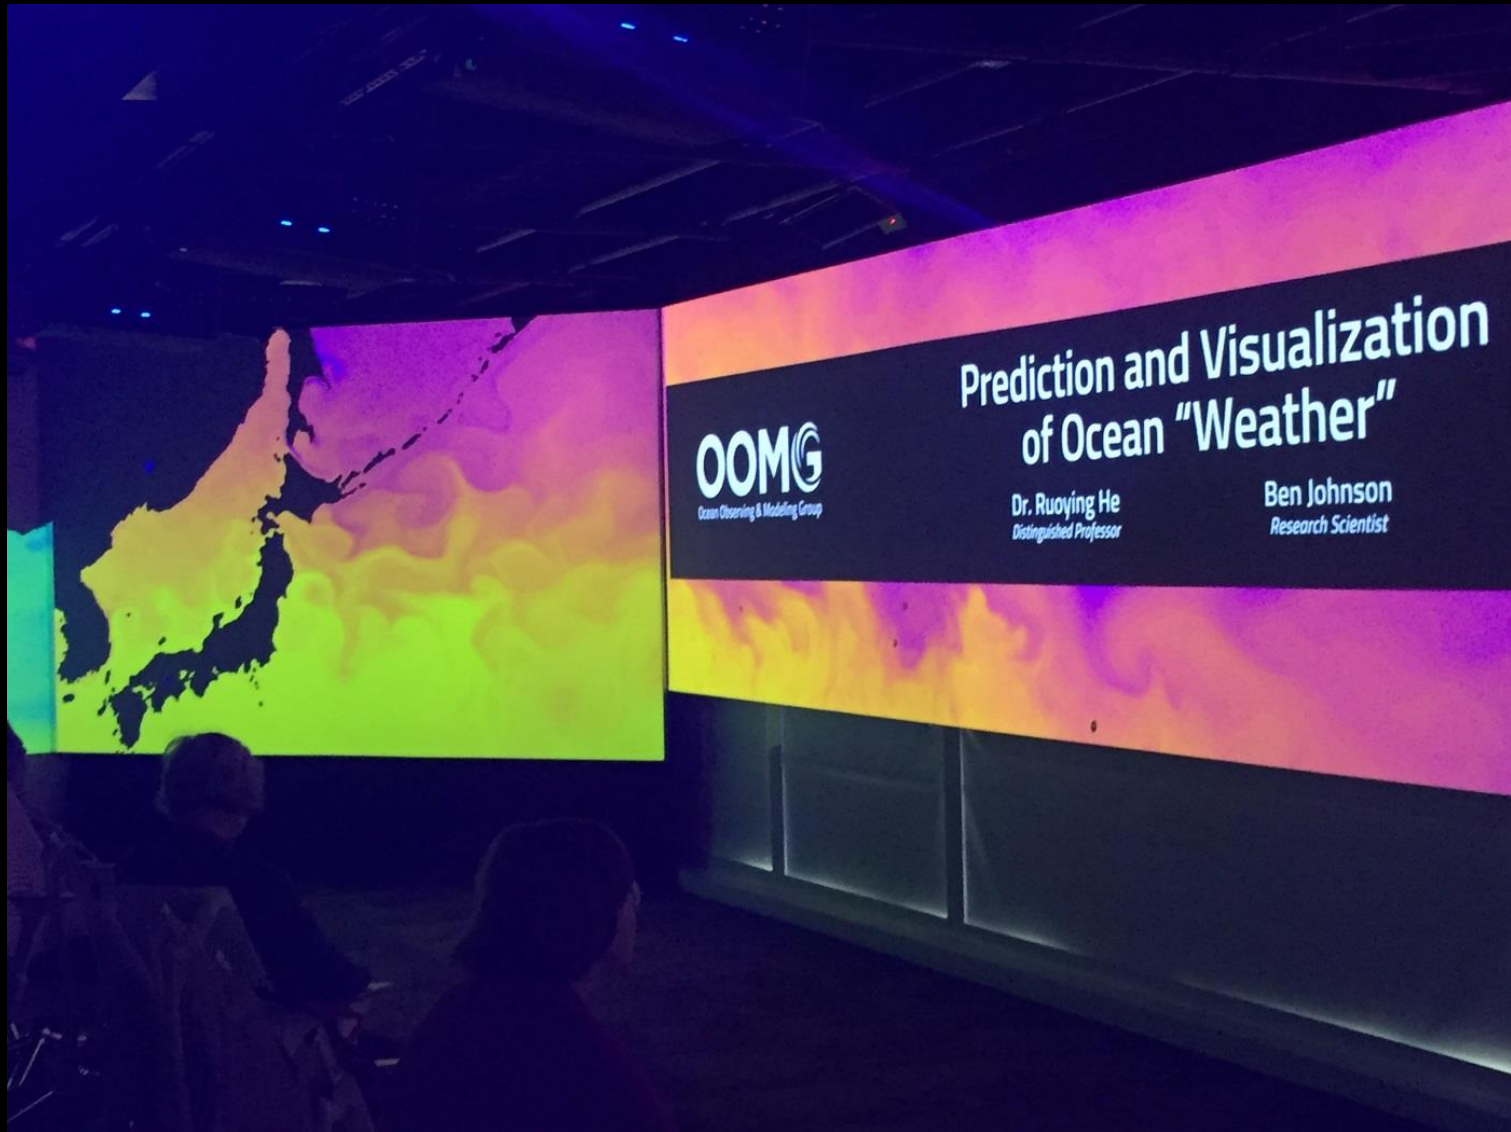 Prediction and Visualization
of Ocean “Weather”
OOMG
Ocean Observing & Modeling Group
Dr. Ruoying He
Distinguished Professor
Ben Johnson
Research Scientist